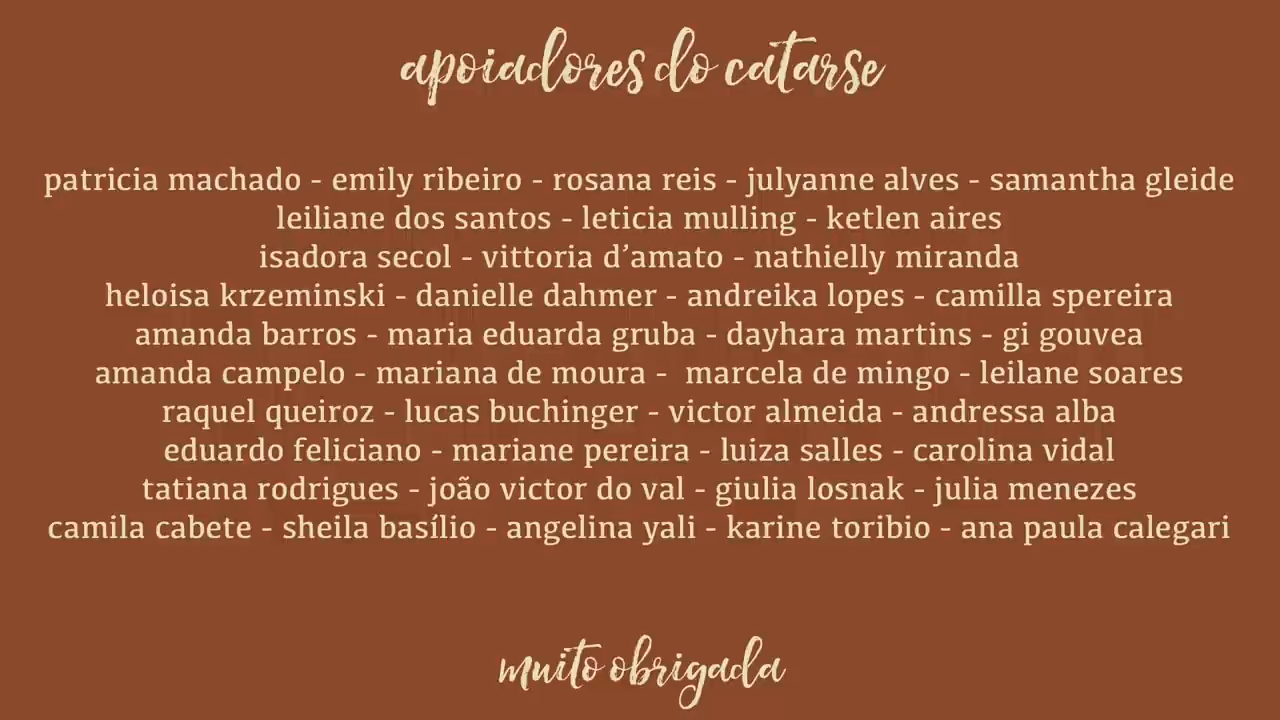 apoiadores do catarse
patricia machado - emily ribeiro - rosana reis - julyanne alves - samantha gleide
leiliane dos santos - leticia mulling - ketlen aires
isadora secol - vittoria d’amato - nathielly miranda
heloisa krzeminski - danielle dahmer - andreika lopes - camilla spereira
amanda barros - maria eduarda gruba - dayhara martins - gi gouvea
amanda campelo - mariana de moura -  marcela de mingo - leilane soares
raquel queiroz - lucas buchinger - victor almeida - andressa alba
eduardo feliciano - mariane pereira - luiza salles - carolina vidal
tatiana rodrigues - joão victor do val - giulia losnak - julia menezes
camila cabete - sheila basílio - angelina yali - karine toribio - ana paula calegari
muito obrigada